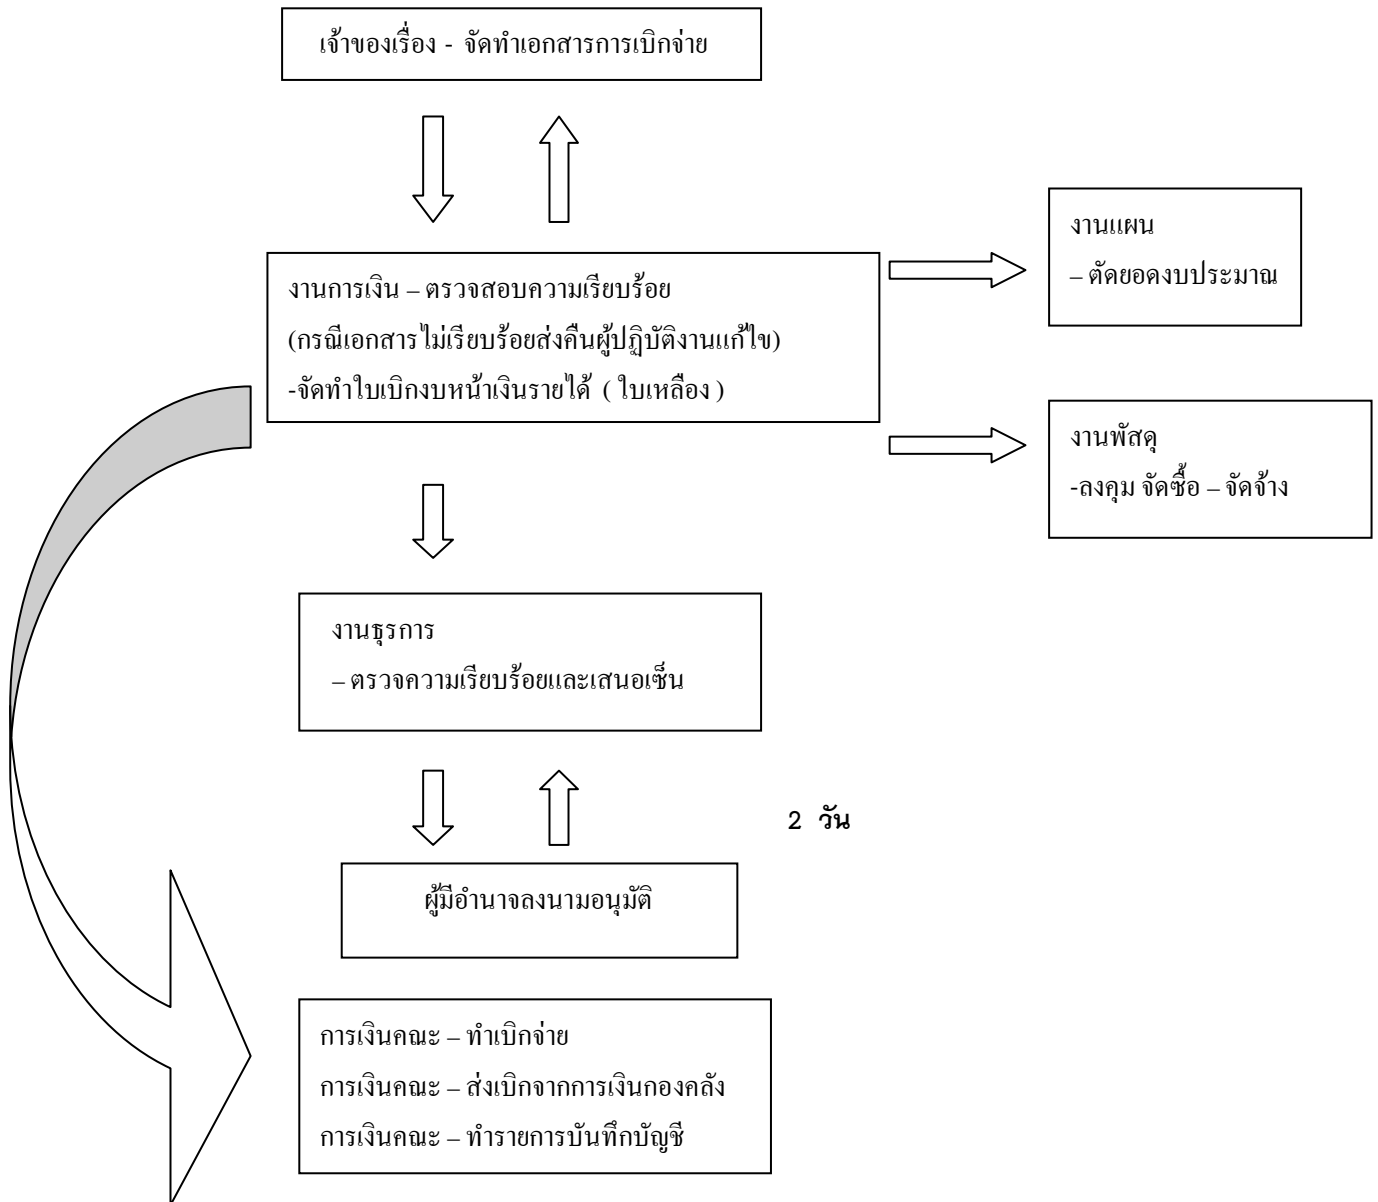 เจ้าของเรื่อง - จัดทำเอกสารการเบิกจ่าย
งานแผน
– ตัดยอดงบประมาณ
งานการเงิน – ตรวจสอบความเรียบร้อย
(กรณีเอกสารไม่เรียบร้อยส่งคืนผู้ปฏิบัติงานแก้ไข)
-จัดทำใบเบิกงบหน้าเงินรายได้ ( ใบเหลือง )
งานพัสดุ
-ลงคุม จัดซื้อ – จัดจ้าง
งานธุรการ
– ตรวจความเรียบร้อยและเสนอเซ็น
2 วัน
ผู้มีอำนาจลงนามอนุมัติ
การเงินคณะ – ทำเบิกจ่าย
การเงินคณะ – ส่งเบิกจากการเงินกองคลัง
การเงินคณะ – ทำรายการบันทึกบัญชี